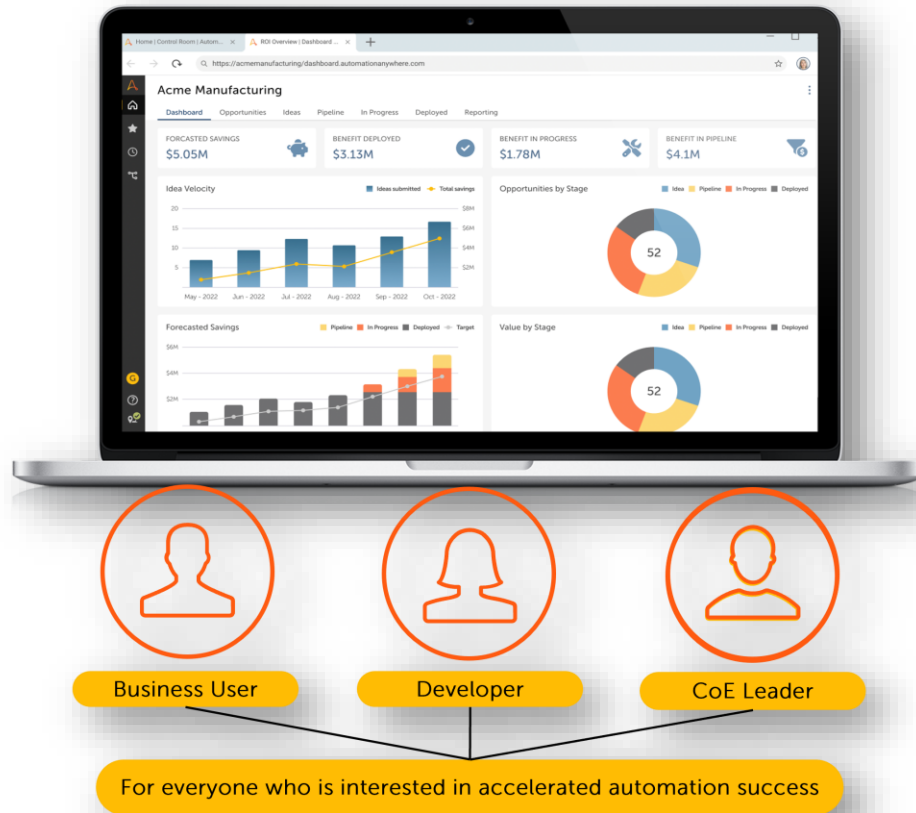 Home | Control Room | Autom... × ROI Overview | Dashboard ... × +
https://acmemanufacturing/dashboard.automationanywhere.com
Acme Manufacturing
Dashboard Opportunities Ideas Pipeline In Progress Deployed Reporting
FORCASTED SAVINGS
$5.05M
BENEFIT DEPLOYED
$3.13M
BENEFIT IN PROGRESS
$1.78M
BENEFIT IN PIPELINE
$4.1M
Idea Velocity
Ideas submitted Total savings
20 $8M
15 $6M
10 $4M
5 $2M
May - 2022 Jun - 2022 Jul - 2022 Aug - 2022 Sep - 2022 Oct - 2022
Opportunities by Stage
Idea Pipeline In Progress Deployed
52
Forecasted Savings
Pipeline In Progress Deployed Target
$6M
$4M
$2M
Value by Stage
Idea Pipeline In Progress Deployed
52
G
Business User
Developer
CoE Leader
For everyone who is interested in accelerated automation success